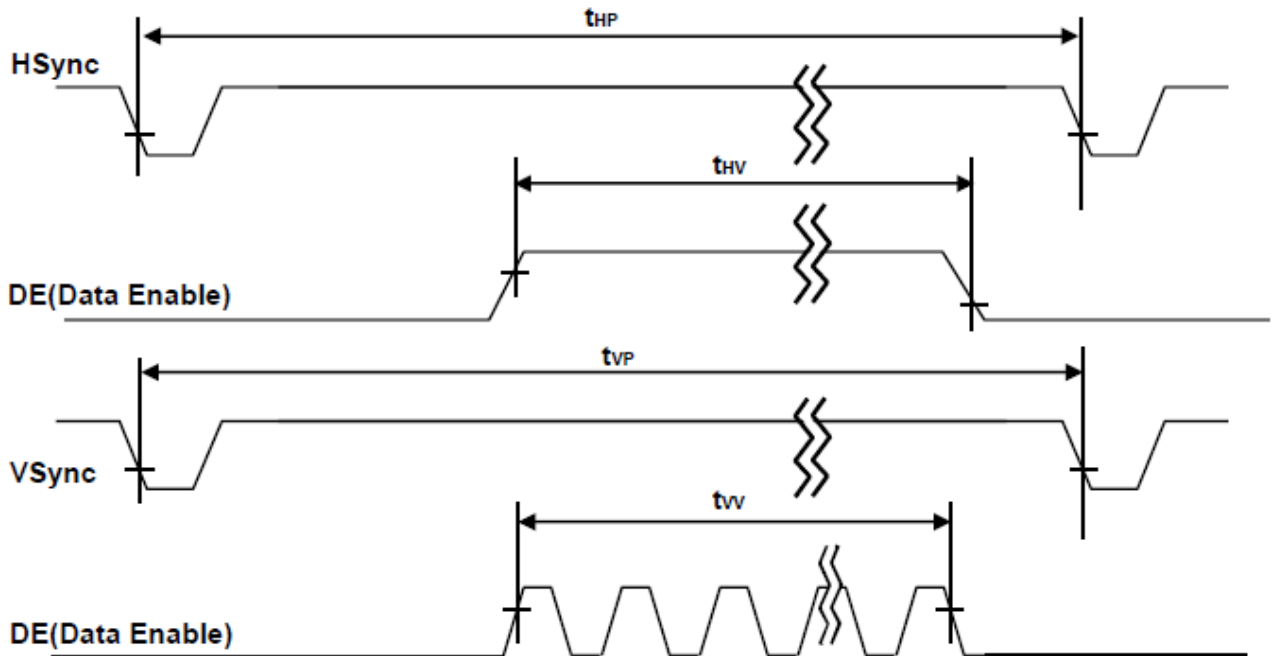 tHP
HSync
tHV
DE(Data Enable)
tVP
VSync
tVV
DE(Data Enable)